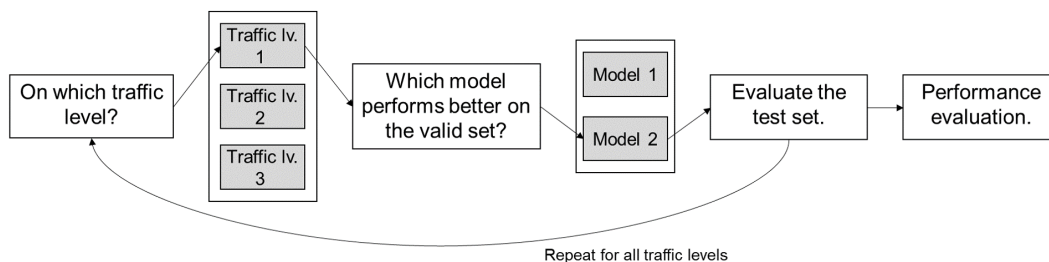 On which traffic
level?
Traffic lv.
1
Traffic lv.
2
Traffic lv.
3
Which model
performs better on
the valid set?
Model 1
Model 2
Evaluate the
test set.
Performance
evaluation.
Repeat for all traffic levels